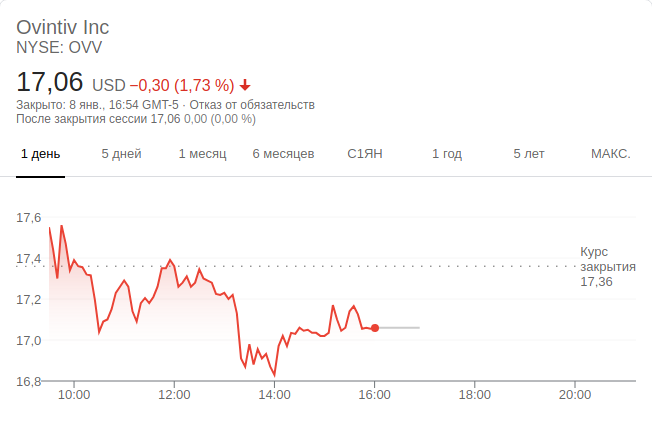 Ovintiv Inc
NYSE: OVV
17,06 USD −0,30 (1,73 %)
Закрыто: 8 янв., 16:54 GMT-5 · Отказ от обязательств
После закрытия сессии 17,06 0,00 (0,00 %)
1 день 5 дней 1 месяц 6 месяцев С1ЯН 1 год 5 лет МАКС.
17,6
17,4
17,2
17,0
16,8
Курс
закрытия
17,36
10:00 12:00 14:00 16:00 18:00 20:00